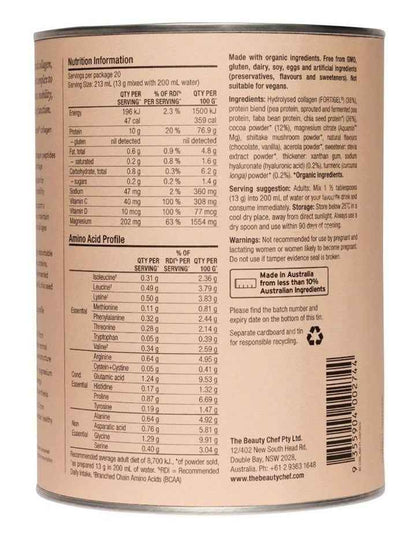 Nutrition Information
Servings per package 20
Serving Size: 213 mL (13 g mixed with 200 mL water)
QTY PER SERVING* % OF RDI^ PER SERVING* QTY PER 100 G*
Energy 196 kJ 2.3 % 1500 kJ
47 cal 359 cal
Protein 10 g 20 % 76.9 g
– gluten nil detected nil detected
Fat, total 0.6 g 0.9 % 4.8 g
– saturated 0.2 g 0.8 % 1.6 g
Carbohydrate, total 0.8 g 0.3% 6.2 g
– sugars 0.2 g 0.2 % 1.4 g
Sodium 47 mg 2 % 360 mg
Vitamin C 40 mg 100 % 308 mg
Vitamin D 10 mcg 100 % 77 mcg
Magnesium 202 mg 63 % 1554 mg
Amino Acid Profile
QTY PER SERVING % OF RDI^ PER SERVING QTY PER 100 G*
Isoleucine† 0.31 g 2.36 g
Leucine† 0.49 g 3.79 g
Lysine† 0.50 g 3.83 g
Essential Methionine 0.11 g 0.81 g
Phenylalanine 0.32 g 2.44 g
Threonine 0.28 g 2.14 g
Tryptophan 0.05 g 0.39 g
Valine† 0.34 g 2.59 g
Arginine 0.64 g 4.95 g
Cystein+Cystine 0.05 g 0.41 g
Cond. Essential Glutamic acid 1.24 g 9.53 g
Histidine 0.17 g 1.32 g
Proline 0.87 g 6.69 g
Tyrosine 0.19 g 1.47 g
Alanine 0.64 g 4.92 g
Non Essential Asparatic acid 0.76 g 5.81 g
Glycine 1.29 g 9.91 g
Serine 0.40 g 3.04 g
Recommended average adult diet of 8,700 kJ., *of powder sold,
prepared 13 g in 200 mL of water. ^RDI = Recommended
Daily Intake. †Branched Chain Amino Acids (BCAA)
Made with organic ingredients. Free from GMO,
gluten, dairy, soy, eggs and artificial ingredients
(preservatives, flavours and sweeteners). Not
suitable for vegans.
Ingredients: Hydrolysed collagen (FORTIGEL®) (36%),
protein blend (pea protein, sprouted and fermented pea
protein, faba bean protein, chia seed protein*) (36%),
cocoa powder* (12%), magnesium citrate (Aquamin™
Mg), shiitake mushroom powder*, natural flavours
(chocolate, vanilla), acerola powder*, sweetener: stevia
extract powder*, thickener: xanthan gum, sodium
hyaluronate (hyaluronic acid) (0.2%), turmeric (curcuma
longa) powder* (0.2%). *Organic ingredients.
Serving suggestion: Adults: Mix 1 ½ tablespoons
(13 g) into 200 mL of water or your favourite drink and
consume immediately. Storage: Store below 25°C in a
cool dry place, away from direct sunlight. Always use a
dry spoon and use within 90 days of opening.
Warnings: Not recommended for use by pregnant and
lactating women or women likely to become pregnant.
Do not use if tamper evidence seal is broken.
Made in Australia
from less than 10%
Australian Ingredients
Please find the batch number and
expiry date on the bottom of this tin.
Separate cardboard and tin
for responsible recycling.
The Beauty Chef Pty Ltd.
12/402 New South Head Rd,
Double Bay, NSW 2028,
Australia. Ph: +61 2 9363 1648
www.thebeautychef.com
9 355904 002744